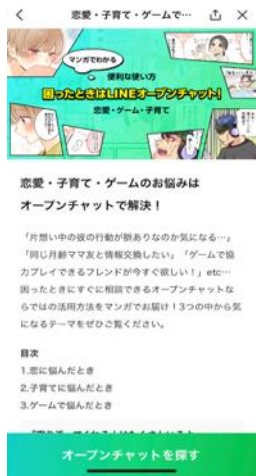 恋愛・子育て・ゲームで…
マンガでわかる
便利な使い方
困ったときはLINEオープンチャット!
恋愛・ゲーム・子育て
恋愛・子育て・ゲームのお悩みは
オープンチャットで解決！
「片想い中の彼の行動が脈ありなのか気になる…」
「同じ月齢ママ友と情報交換したい」「ゲームで協
力プレイできるフレンドが今すぐ欲しい！」etc…
困ったときにすぐに相談できるオープンチャットな
らではの活用方法をマンガでお届け！3つの中から気
になるテーマをぜひご覧ください。
目次
1.恋に悩んだとき
2.子育てに悩んだとき
3.ゲームで悩んだとき
オープンチャットを探す